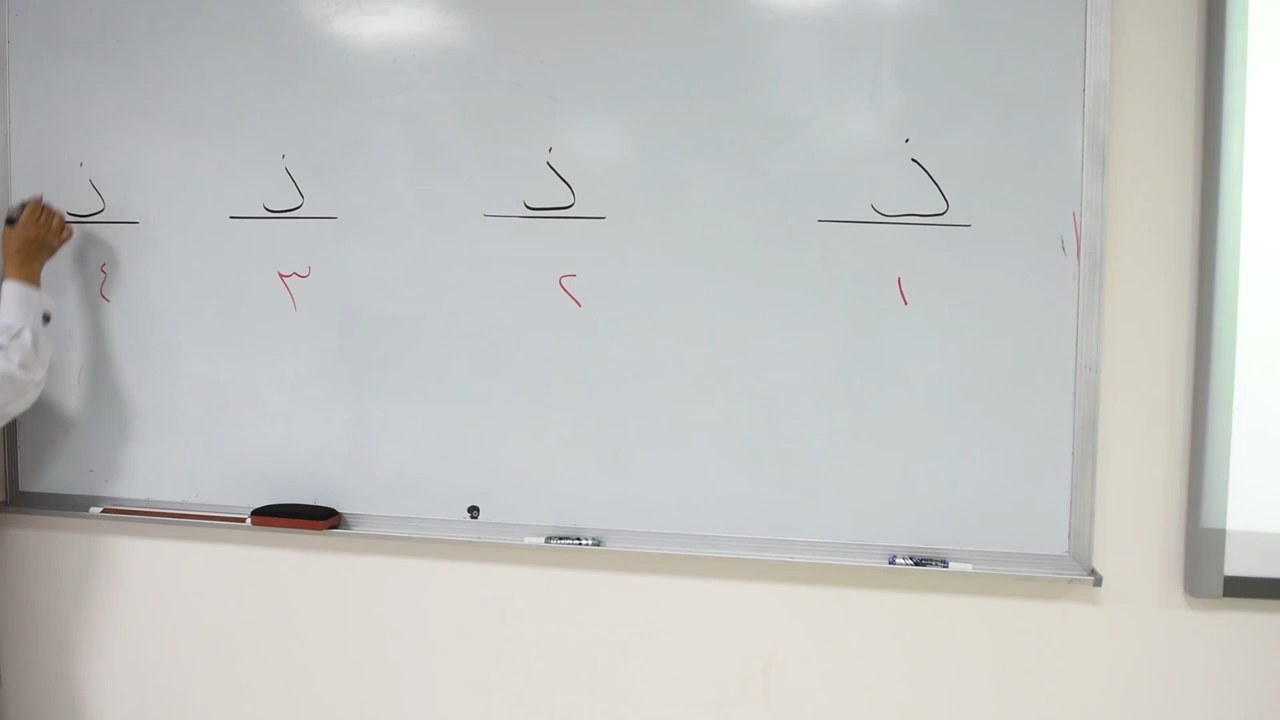 ذ ذ ذ ذ
١ ٢ ٣ ٤